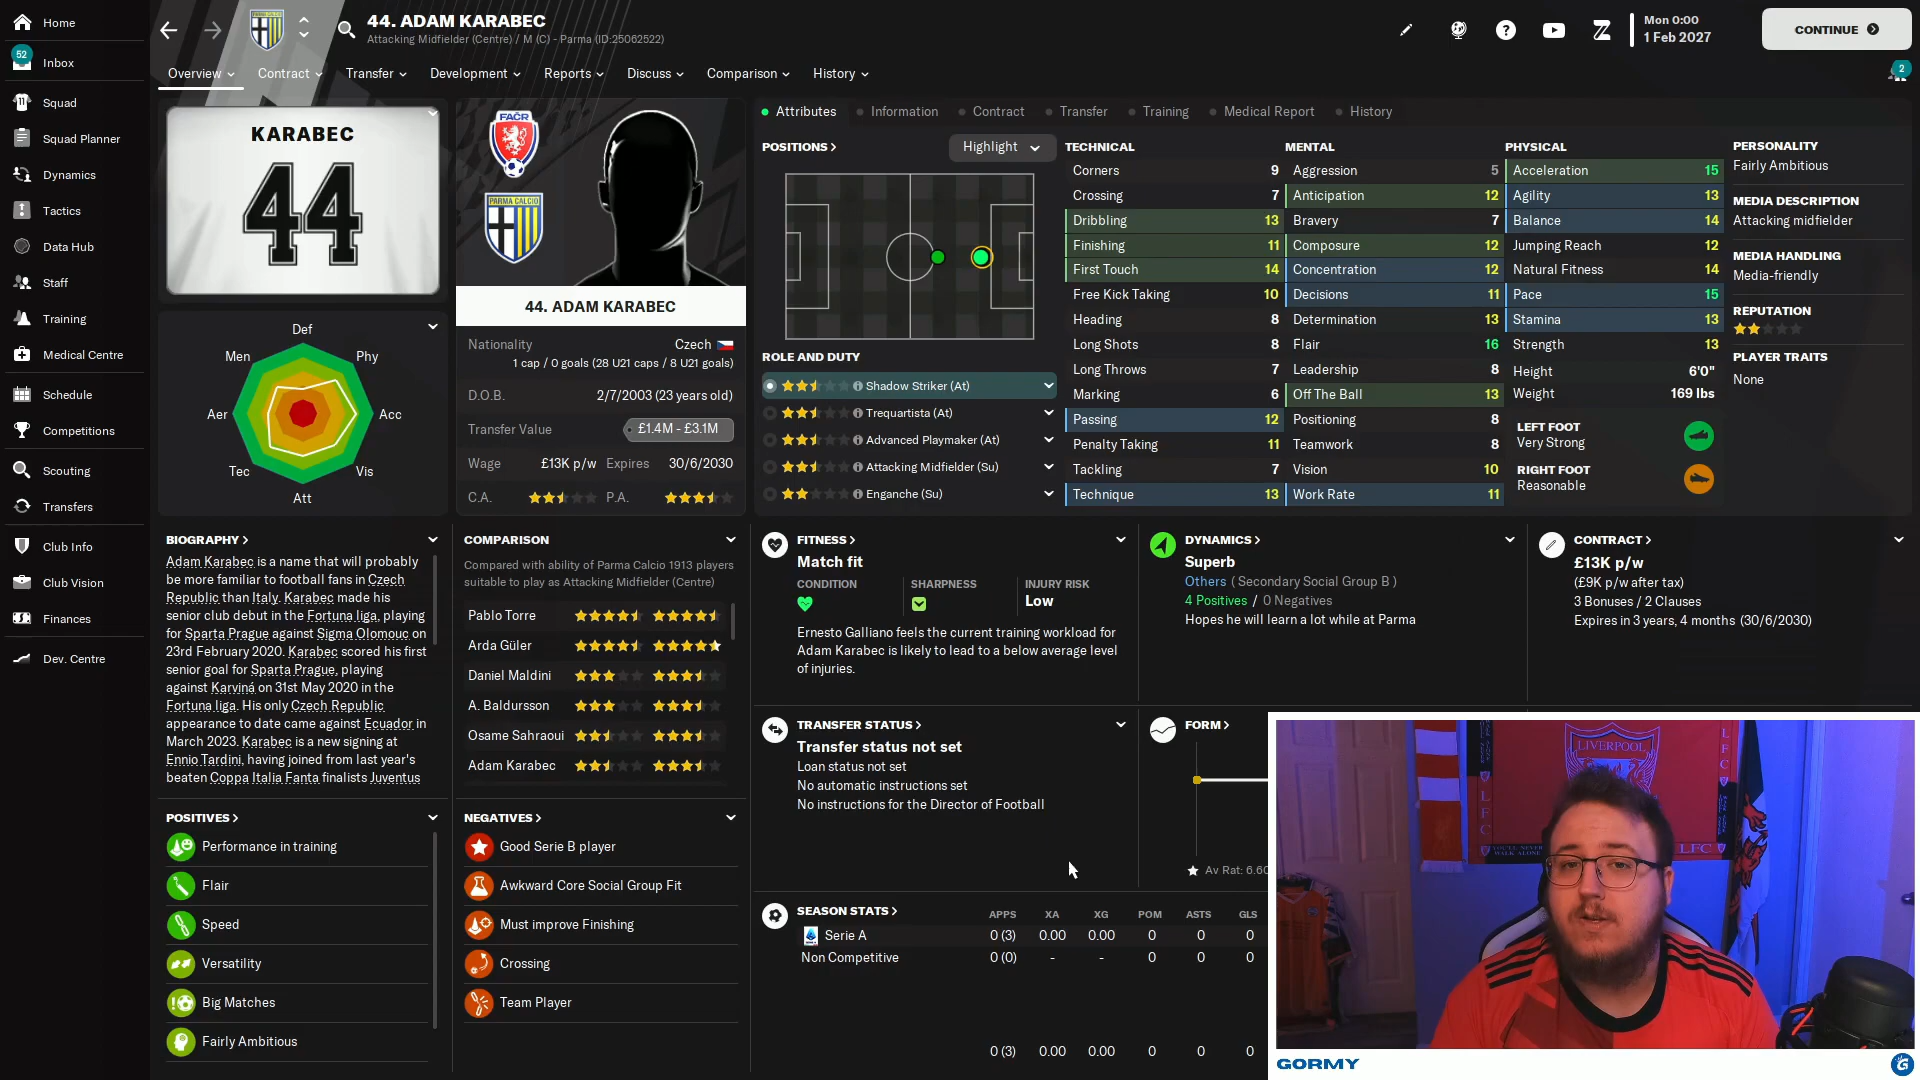 Home
52
Inbox
Squad
Squad Planner
Dynamics
Tactics
Data Hub
Staff
Training
Medical Centre
Schedule
Competitions
Scouting
Transfers
Club Info
Club Vision
Finances
Dev. Centre
44. ADAM KARABEC
Attacking Midfielder (Centre) / M (C) - Parma (ID:25062522)
Mon 0:00
1 Feb 2027
CONTINUE
2
Overview
Contract
Transfer
Development
Reports
Discuss
Comparison
History
KARABEC
44
Def
Men
Phy
Aer
Acc
Tec
Vis
Att
FAČR
PARMA CALCIO
44. ADAM KARABEC
Nationality Czech
1 cap / 0 goals (28 U21 caps / 8 U21 goals)
D.O.B. 2/7/2003 (23 years old)
Transfer Value £1.4M - £3.1M
Wage £13K p/w Expires 30/6/2030
C.A. P.A.
Attributes
Information
Contract
Transfer
Training
Medical Report
History
POSITIONS >
Highlight
ROLE AND DUTY
Shadow Striker (At)
Trequartista (At)
Advanced Playmaker (At)
Attacking Midfielder (Su)
Enganche (Su)
TECHNICAL
Corners 9
Crossing 7
Dribbling 13
Finishing 11
First Touch 14
Free Kick Taking 10
Heading 8
Long Shots 8
Long Throws 7
Marking 6
Passing 12
Penalty Taking 11
Tackling 7
Technique 13
MENTAL
Aggression 5
Anticipation 12
Bravery 7
Composure 12
Concentration 12
Decisions 11
Determination 13
Flair 16
Leadership 8
Off The Ball 13
Positioning 8
Teamwork 8
Vision 10
Work Rate 11
PHYSICAL
Acceleration 15
Agility 13
Balance 14
Jumping Reach 12
Natural Fitness 14
Pace 15
Stamina 13
Strength 13
Height 6'0"
Weight 169 lbs
LEFT FOOT
Very Strong
RIGHT FOOT
Reasonable
PERSONALITY
Fairly Ambitious
MEDIA DESCRIPTION
Attacking midfielder
MEDIA HANDLING
Media-friendly
REPUTATION
PLAYER TRAITS
None
BIOGRAPHY >
Adam Karabec is a name that will probably
be more familiar to football fans in Czech
Republic than Italy. Karabec made his
senior club debut in the Fortuna liga, playing
for Sparta Prague against Sigma Olomouc on
23rd February 2020. Karabec scored his first
senior goal for Sparta Prague, playing
against Karviná on 31st May 2020 in the
Fortuna liga. His only Czech Republic
appearance to date came against Ecuador in
March 2023. Karabec is a new signing at
Ennio Tardini, having joined from last year's
beaten Coppa Italia Fanta finalists Juventus
COMPARISON
Compared with ability of Parma Calcio 1913 players
suitable to play as Attacking Midfielder (Centre)
Pablo Torre
Arda Güler
Daniel Maldini
A. Baldursson
Osame Sahraoui
Adam Karabec
FITNESS >
Match fit
CONDITION
SHARPNESS
INJURY RISK
Low
Ernesto Galliano feels the current training workload for
Adam Karabec is likely to lead to a below average level
of injuries.
DYNAMICS >
Superb
Others ( Secondary Social Group B )
4 Positives / 0 Negatives
Hopes he will learn a lot while at Parma
CONTRACT >
£13K p/w
(£9K p/w after tax)
3 Bonuses / 2 Clauses
Expires in 3 years, 4 months (30/6/2030)
TRANSFER STATUS >
Transfer status not set
Loan status not set
No automatic instructions set
No instructions for the Director of Football
FORM >
Av Rat: 6.60
POSITIVES >
Performance in training
Flair
Speed
Versatility
Big Matches
Fairly Ambitious
NEGATIVES >
Good Serie B player
Awkward Core Social Group Fit
Must improve Finishing
Crossing
Team Player
SEASON STATS > APPS XA XG POM ASTS GLS
Serie A 0 (3) 0.00 0.00 0 0 0
Non Competitive 0 (0) - - 0 0 0
0 (3) 0.00 0.00 0 0 0
LIVERPOOL
LFC
GORMY